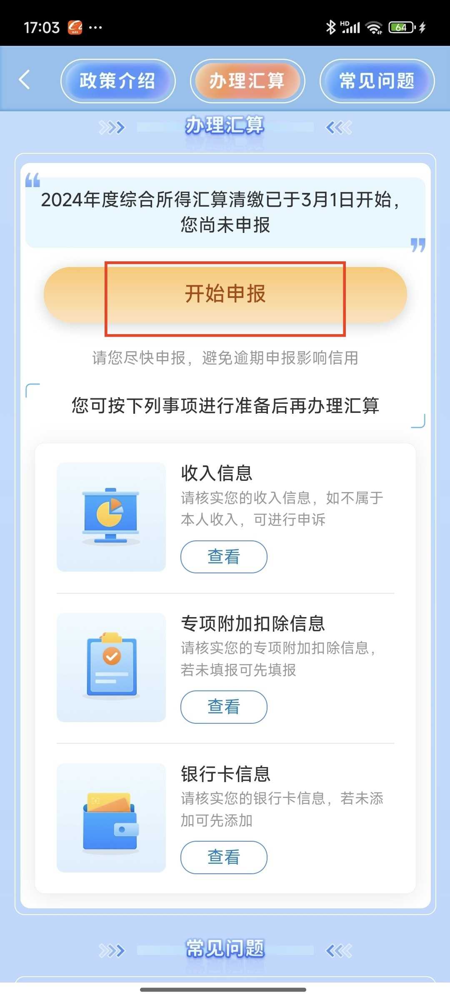 17:03
1688
HD
64
政策介绍
办理汇算
常见问题
办理汇算
2024年度综合所得汇算清缴已于3月1日开始，
您尚未申报
开始申报
请您尽快申报，避免逾期申报影响信用
您可按下列事项进行准备后再办理汇算
收入信息
请核实您的收入信息，如不属于
本人收入，可进行申诉
查看
专项附加扣除信息
请核实您的专项附加扣除信息，
若未填报可先填报
查看
银行卡信息
请核实您的银行卡信息，若未添
加可先添加
查看
常见问题